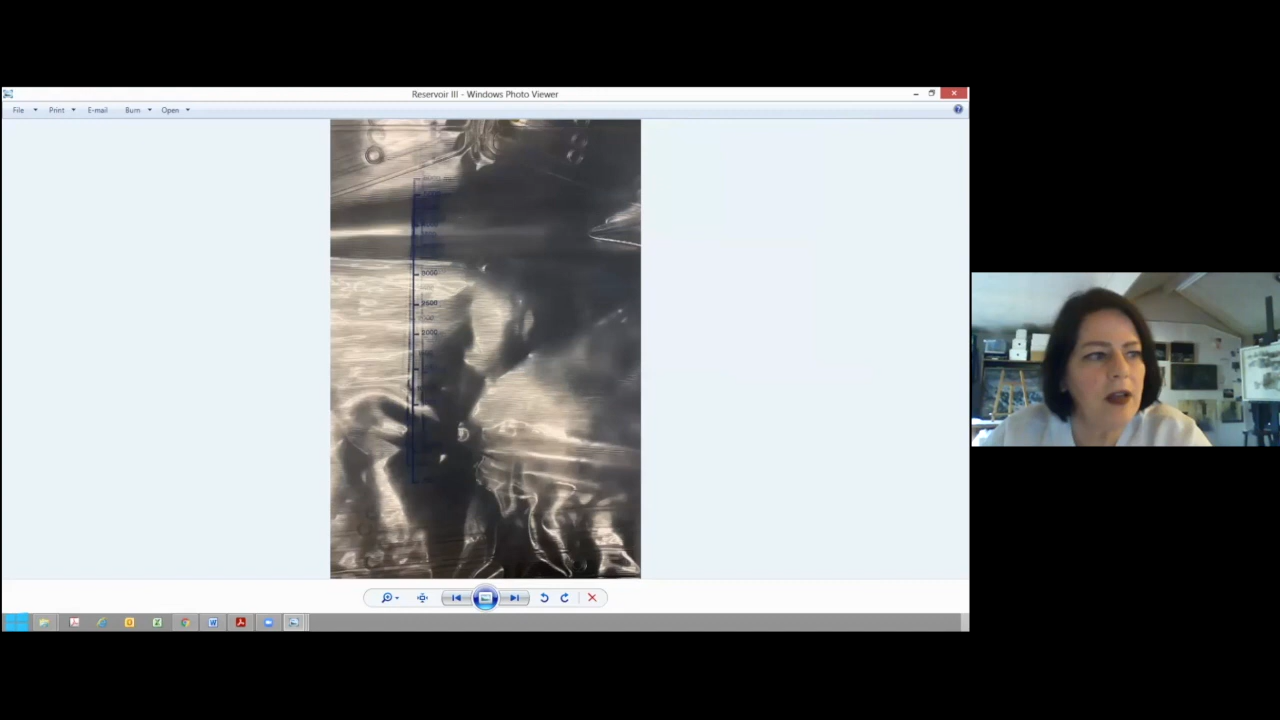 Reservoir III - Windows Photo Viewer
File Print E-mail Burn Open
3000
2500
2000